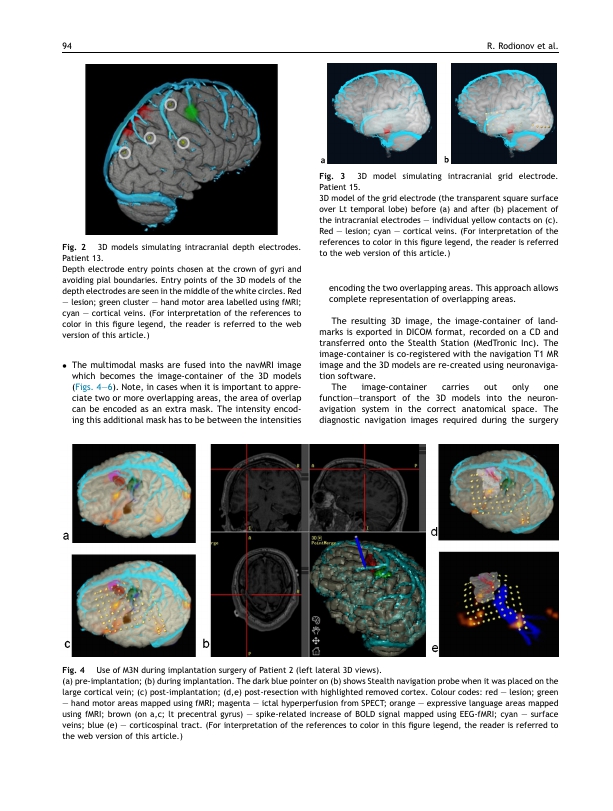 94
R. Rodionov et al.
Fig. 2 3D models simulating intracranial depth electrodes.
Patient 13.
Depth electrode entry points chosen at the crown of gyri and
avoiding pial boundaries. Entry points of the 3D models of the
depth electrodes are seen in the middle of the white circles. Red
— lesion; green cluster — hand motor area labelled using fMRI;
cyan — cortical veins. (For interpretation of the references to
color in this figure legend, the reader is referred to the web
version of this article.)
• The multimodal masks are fused into the navMRI image
which becomes the image-container of the 3D models
(Figs. 4—6). Note, in cases when it is important to appre-
ciate two or more overlapping areas, the area of overlap
can be encoded as an extra mask. The intensity encod-
ing this additional mask has to be between the intensities
a
b
Fig. 3 3D model simulating intracranial grid electrode.
Patient 15.
3D model of the grid electrode (the transparent square surface
over Lt temporal lobe) before (a) and after (b) placement of
the intracranial electrodes — individual yellow contacts on (c).
Red — lesion; cyan — cortical veins. (For interpretation of the
references to color in this figure legend, the reader is referred
to the web version of this article.)
encoding the two overlapping areas. This approach allows
complete representation of overlapping areas.
The resulting 3D image, the image-container of land-
marks is exported in DICOM format, recorded on a CD and
transferred onto the Stealth Station (MedTronic Inc). The
image-container is co-registered with the navigation T1 MR
image and the 3D models are re-created using neuronaviga-
tion software.
The image-container carries out only one
function—transport of the 3D models into the neuron-
avigation system in the correct anatomical space. The
diagnostic navigation images required during the surgery
a
c
b
d
e
Fig. 4 Use of M3N during implantation surgery of Patient 2 (left lateral 3D views).
(a) pre-implantation; (b) during implantation. The dark blue pointer on (b) shows Stealth navigation probe when it was placed on the
large cortical vein; (c) post-implantation; (d,e) post-resection with highlighted removed cortex. Colour codes: red — lesion; green
— hand motor areas mapped using fMRI; magenta — ictal hyperperfusion from SPECT; orange — expressive language areas mapped
using fMRI; brown (on a,c; lt precentral gyrus) — spike-related increase of BOLD signal mapped using EEG-fMRI; cyan — surface
veins; blue (e) — corticospinal tract. (For interpretation of the references to color in this figure legend, the reader is referred to
the web version of this article.)